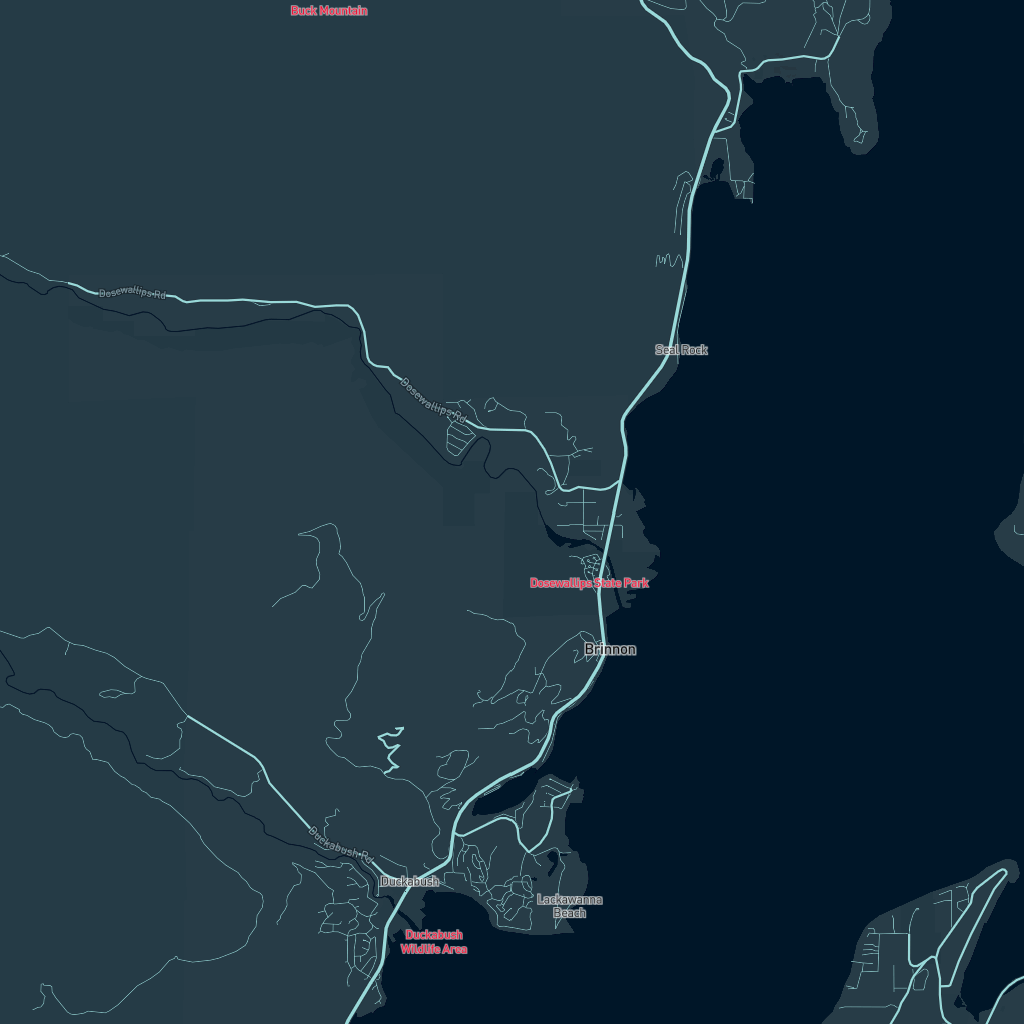 Buck Mountain
Dosewallips Rd
Seal Rock
Dosewallips Rd
Dosewallips State Park
Brinnon
Duckabush Rd
Duckabush
Lackawanna
Beach
Duckabush
Wildlife Area